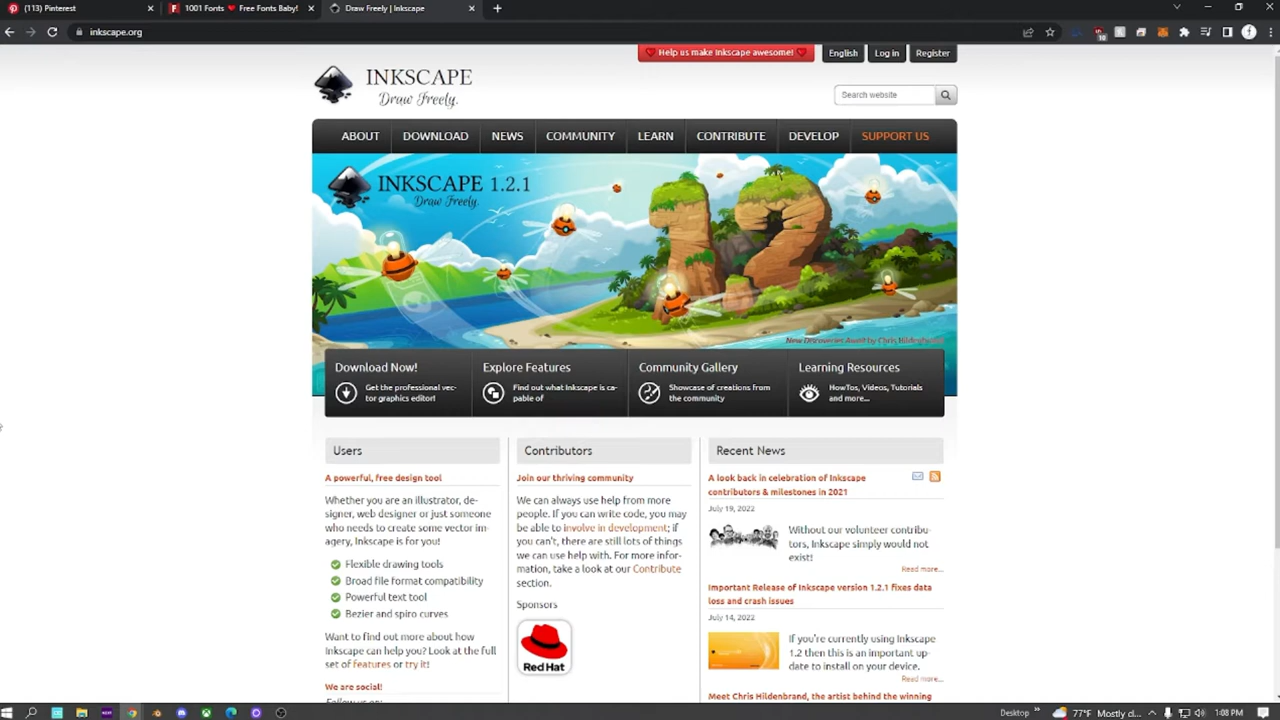 (113) Pinterest
1001 Fonts ❤ Free Fonts Baby!
Draw Freely | Inkscape
inkscape.org
Help us make Inkscape awesome!
English
Log in
Register
INKSCAPE
Draw Freely.
Search website
ABOUT
DOWNLOAD
NEWS
COMMUNITY
LEARN
CONTRIBUTE
DEVELOP
SUPPORT US
INKSCAPE 1.2.1
Draw Freely.
New Discoveries Await by Chris Hildenbrand
Download Now!
Get the professional vec-
tor graphics editor!
Explore Features
Find out what Inkscape is ca-
pable of
Community Gallery
Showcase of creations from
the community
Learning Resources
HowTos, Videos, Tutorials
and more...
Users
A powerful, free design tool
Whether you are an illustrator, de-
signer, web designer or just someone
who needs to create some vector im-
agery, Inkscape is for you!
Flexible drawing tools
Broad file format compatibility
Powerful text tool
Bezier and spiro curves
Want to find out more about how
Inkscape can help you? Look at the full
set of features or try it!
We are social!
Follow us on:
Contributors
Join our thriving community
We can always use help from more
people. If you can write code, you may
be able to involve in development; if
you can't, there are still lots of things
we can use help with. For more infor-
mation, take a look at our Contribute
section.
Sponsors
Red Hat
Recent News
A look back in celebration of Inkscape
contributors & milestones in 2021
July 19, 2022
Without our volunteer contribu-
tors, Inkscape simply would not
exist!
Read more...
Important Release of Inkscape version 1.2.1 fixes data
loss and crash issues
July 14, 2022
If you're currently using Inkscape
1.2 then this is an important up-
date to install on your device.
Read more...
Meet Chris Hildenbrand, the artist behind the winning
Desktop
77°F Mostly cl...
1:08 PM